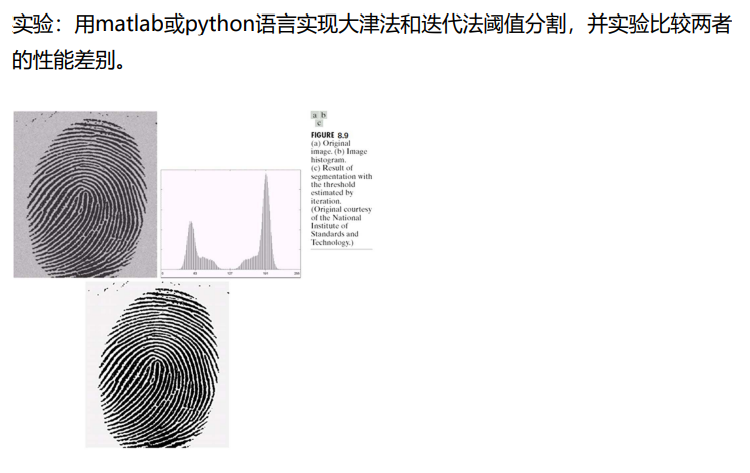 实验：用matlab或python语言实现大津法和迭代法阈值分割，并实验比较两者
的性能差别。
a b
c
FIGURE 8.9
(a) Original
image. (b) Image
histogram.
(c) Result of
segmentation with
the threshold
estimated by
iteration.
(Original courtesy
of the National
Institute of
Standards and
Technology.)
0 63 127 191 255